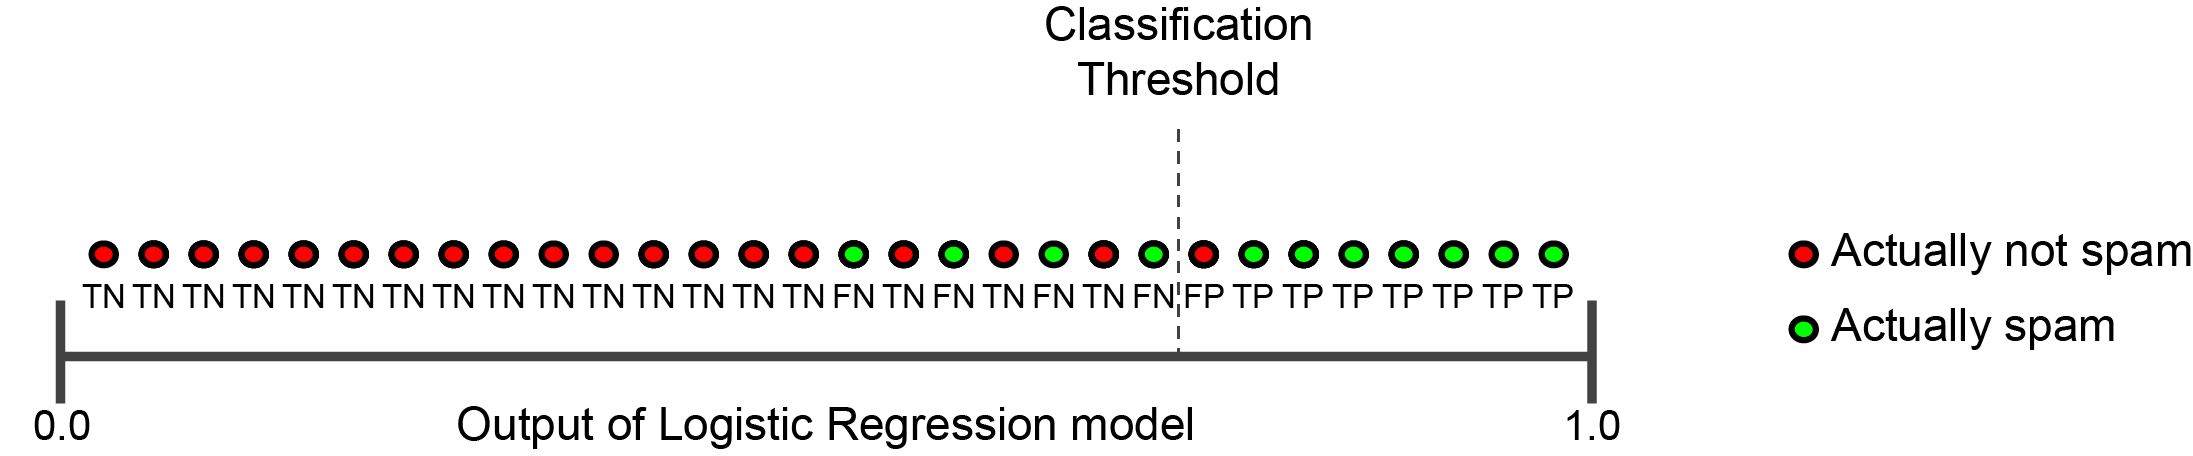 Classification
Threshold
TN TN TN TN TN TN TN TN TN TN TN TN TN TN TN FN TN FN TN FN TN FN FP TP TP TP TP TP TP TP
Actually not spam
Actually spam
0.0
Output of Logistic Regression model
1.0